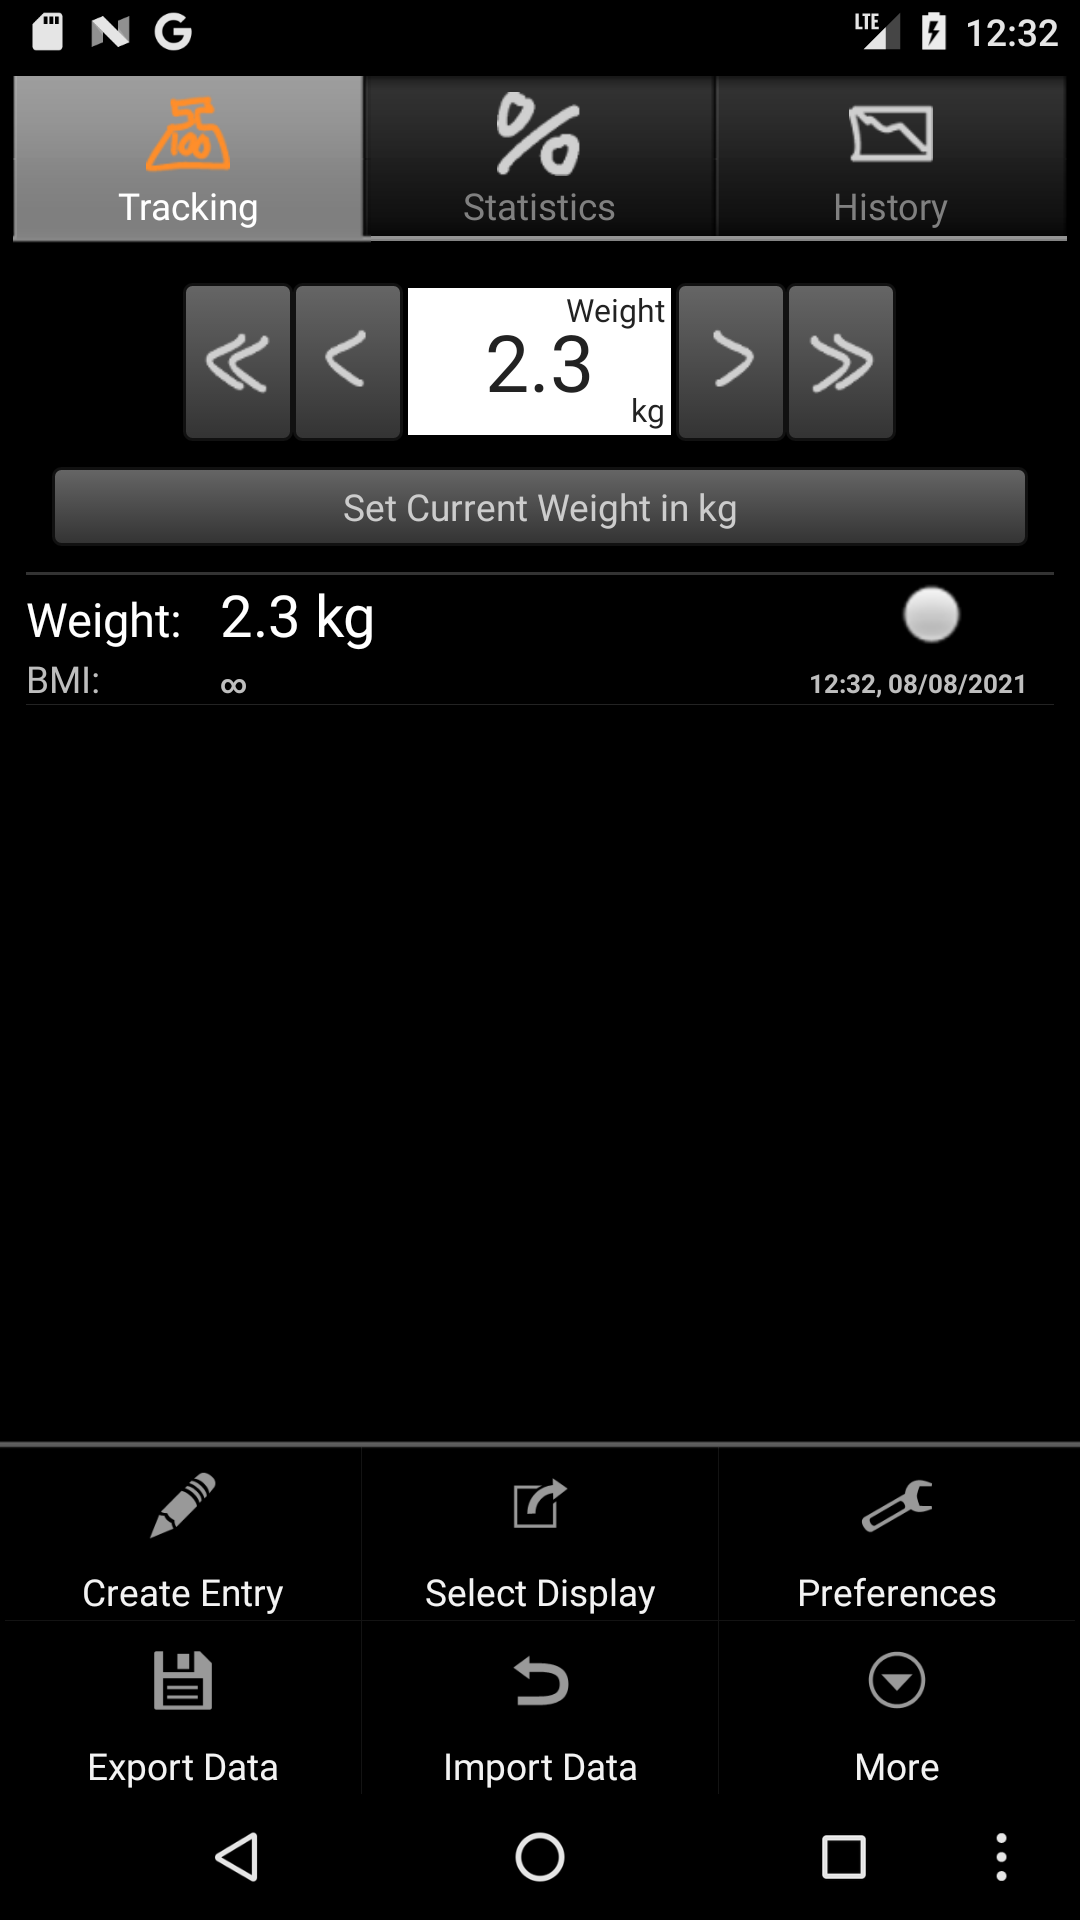 LTE 12:32
Tracking Statistics History
Weight
2.3
kg
Set Current Weight in kg
Weight: 2.3 kg
BMI: ∞ 12:32, 08/08/2021
Create Entry Select Display Preferences
Export Data Import Data More